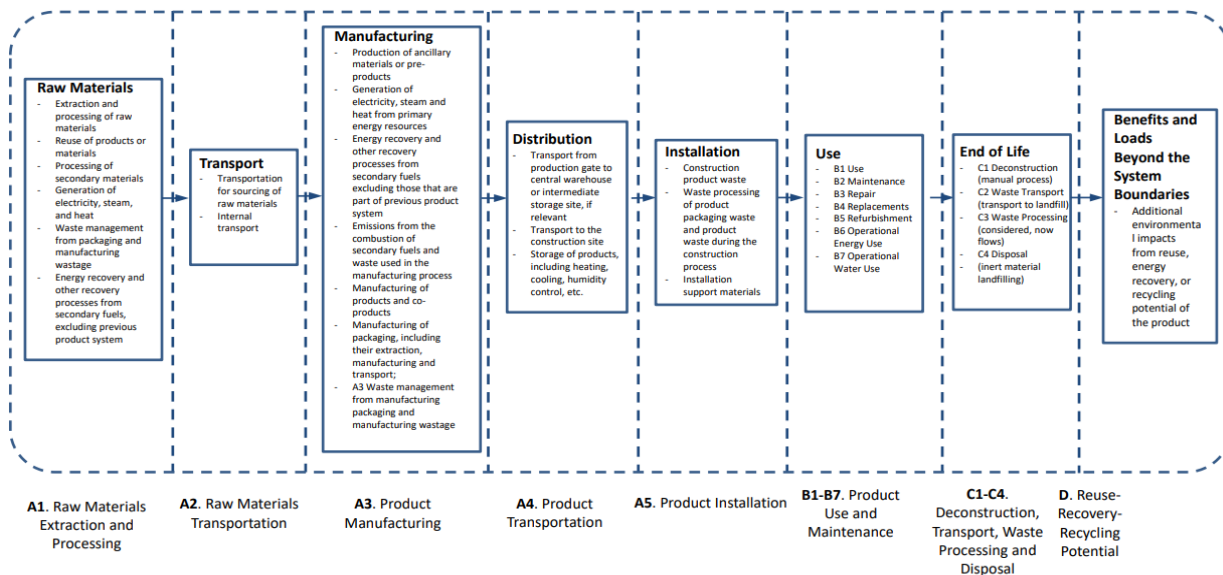 Raw Materials
- Extraction and
processing of raw
materials
- Reuse of products or
materials
- Processing of
secondary materials
- Generation of
electricity, steam, and
heat
- Waste management
from packaging and
manufacturing
wastage
- Energy recovery and
other recovery
processes from
secondary fuels,
excluding previous
product system
Transport
- Transportation
for sourcing of
raw materials
- Internal
transport
Manufacturing
- Production of ancillary
materials or pre-
products
- Generation of
electricity, steam and
heat from primary
energy resources
- Energy recovery and
other recovery
processes from
secondary fuels
excluding those that are
part of previous product
system
- Emissions from the
combustion of
secondary fuels and
waste used in the
manufacturing process
- Manufacturing of
products and co-
products
- Manufacturing of
packaging, including
their extraction,
manufacturing and
transport;
- A3 Waste management
from manufacturing
packaging and
manufacturing wastage
Distribution
- Transport from
production gate to
central warehouse
or intermediate
storage site, if
relevant
- Transport to the
construction site
- Storage of products,
including heating,
cooling, humidity
control, etc.
Installation
- Construction
product waste
- Waste processing
of product
packaging waste
and product
waste during the
construction
process
- Installation
support materials
Use
- B1 Use
- B2 Maintenance
- B3 Repair
- B4 Replacements
- B5 Refurbishment
- B6 Operational
Energy Use
- B7 Operational
Water Use
End of Life
- C1 Deconstruction
(manual process)
- C2 Waste Transport
(transport to landfill)
- C3 Waste Processing
(considered, now
flows)
- C4 Disposal
- (inert material
landfilling)
Benefits and
Loads
Beyond the
System
Boundaries
- Additional
environmenta
l impacts
from reuse,
energy
recovery, or
recycling
potential of
the product
A1. Raw Materials
Extraction and
Processing
A2. Raw Materials
Transportation
A3. Product
Manufacturing
A4. Product
Transportation
A5. Product Installation
B1-B7. Product
Use and
Maintenance
C1-C4.
Deconstruction,
Transport, Waste
Processing and
Disposal
D. Reuse-
Recovery-
Recycling
Potential